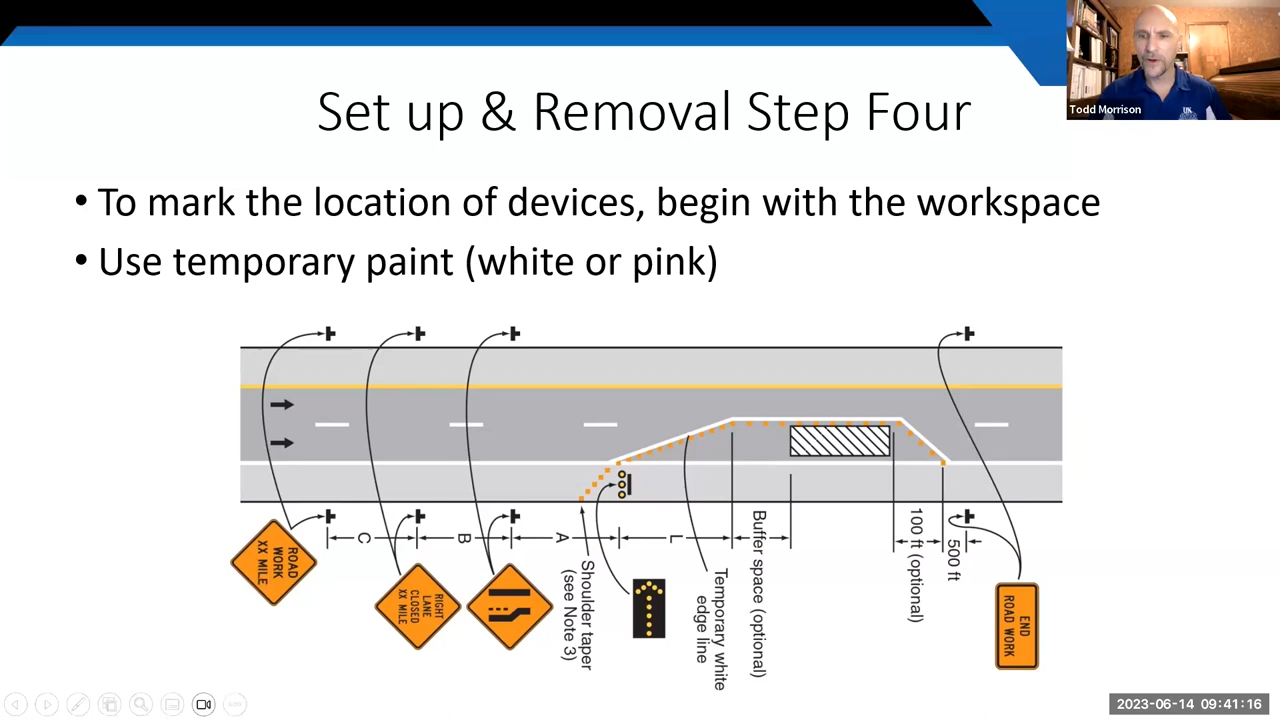 Set up & Removal Step Four
Todd Morrison
UK
• To mark the location of devices, begin with the workspace
• Use temporary paint (white or pink)
C
B
A
L
Buffer space (optional)
100 ft (optional)
500 ft
ROAD
WORK
XX MILE
RIGHT
LANE
CLOSED
XX MILE
Shoulder taper
(see Note 3)
Temporary white
edge line
END
ROAD WORK
2023-06-14 09:41:16